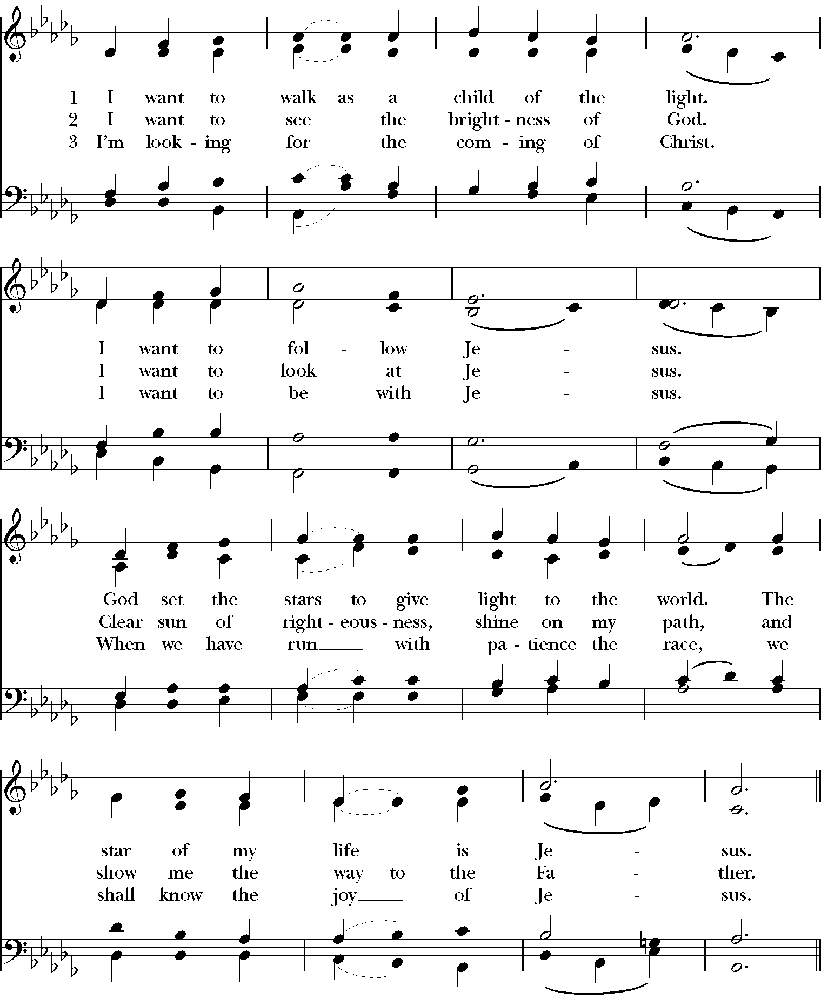 1 I want to walk as a child of the light.
2 I want to see___ the bright - ness of God.
3 I’m look - ing for___ the com - ing of Christ.
I want to fol - low Je - sus.
I want to look at Je - sus.
I want to be with Je - sus.
God set the stars to give light to the world. The
Clear sun of right - eous - ness, shine on my path, and
When we have run___ with pa - tience the race, we
star of my life___ is Je - sus.
show me the way to the Fa - ther.
shall know the joy___ of Je - sus.